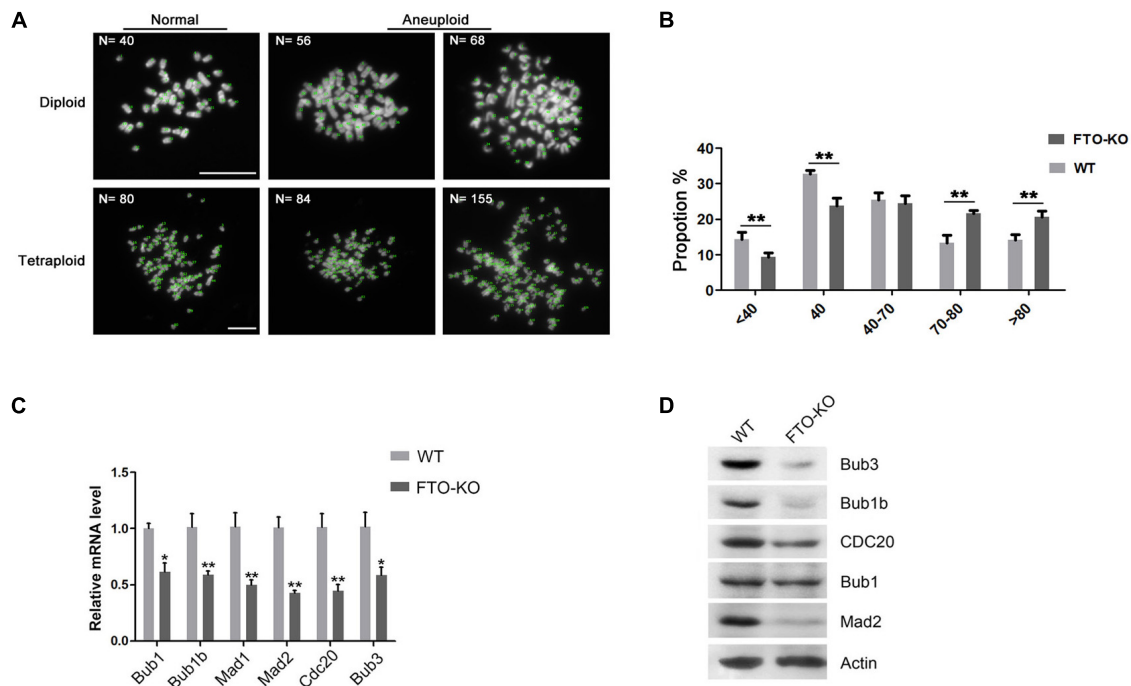 A
Normal
Aneuploid
N= 40
N= 56
N= 68
Diploid
N= 80
N= 84
N= 155
Tetraploid
B
FTO-KO
WT
**
**
**
**
Propotion %
40
30
20
10
0
<40
40
40-70
70-80
>80
C
WT
FTO-KO
Relative mRNA level
1.5
1.0
0.5
0.0
*
**
**
**
**
*
Bub1
Bub1b
Mad1
Mad2
Cdc20
Bub3
D
WT
FTO-KO
Bub3
Bub1b
CDC20
Bub1
Mad2
Actin